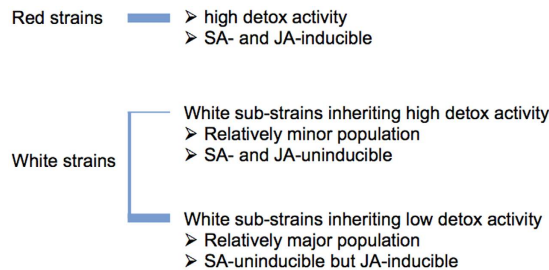 Red strains
➢ high detox activity
➢ SA- and JA-inducible
White sub-strains inheriting high detox activity
➢ Relatively minor population
➢ SA- and JA-uninducible
White strains
White sub-strains inheriting low detox activity
➢ Relatively major population
➢ SA-uninducible but JA-inducible